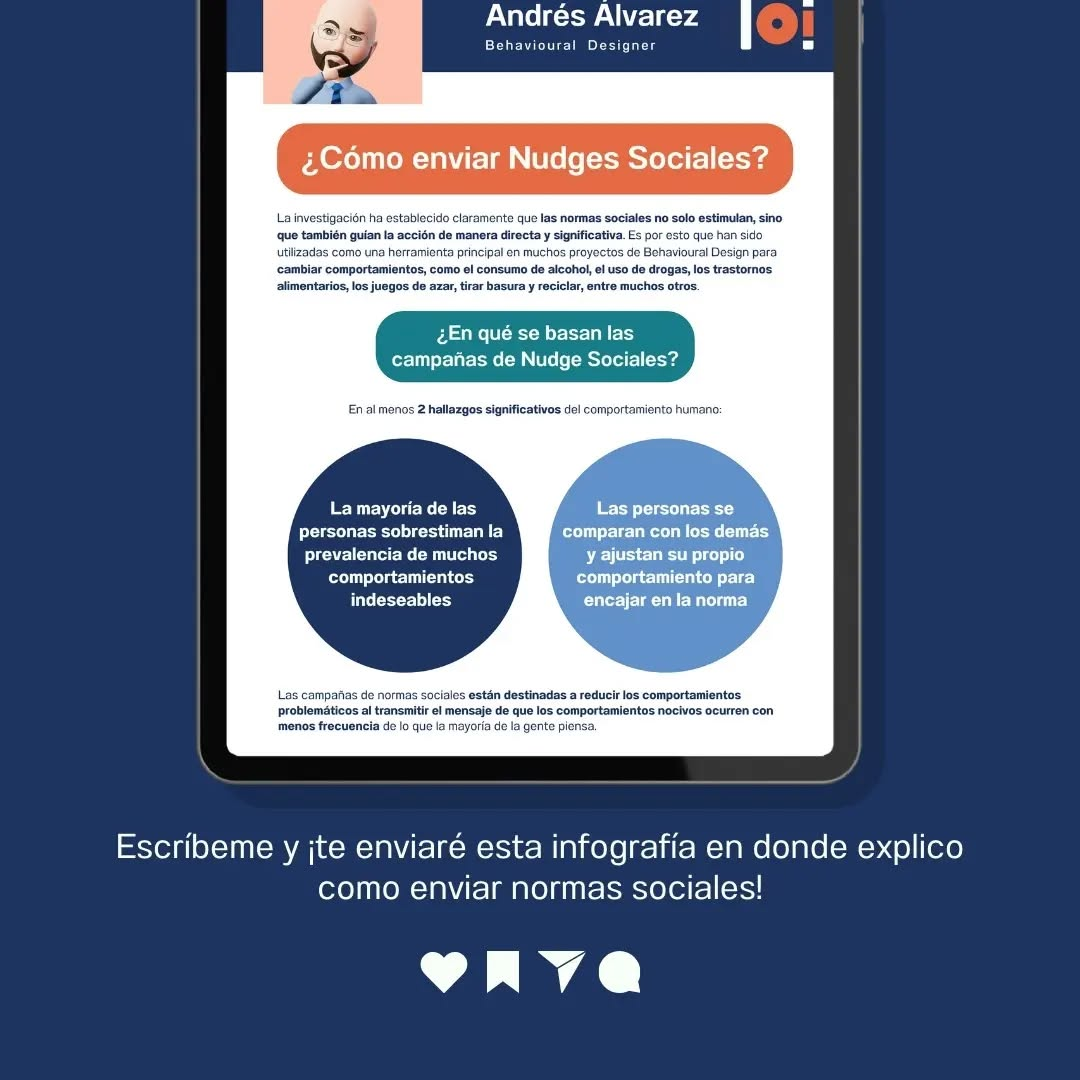 Andrés Álvarez
Behavioural Designer
¿Cómo enviar Nudges Sociales?
La investigación ha establecido claramente que las normas sociales no solo estimulan, sino
que también guían la acción de manera directa y significativa. Es por esto que han sido
utilizadas como una herramienta principal en muchos proyectos de Behavioural Design para
cambiar comportamientos, como el consumo de alcohol, el uso de drogas, los trastornos
alimentarios, los juegos de azar, tirar basura y reciclar, entre muchos otros.
¿En qué se basan las
campañas de Nudge Sociales?
En al menos 2 hallazgos significativos del comportamiento humano:
La mayoría de las
personas sobrestiman la
prevalencia de muchos
comportamientos
indeseables
Las personas se
comparan con los demás
y ajustan su propio
comportamiento para
encajar en la norma
Las campañas de normas sociales están destinadas a reducir los comportamientos
problemáticos al transmitir el mensaje de que los comportamientos nocivos ocurren con
menos frecuencia de lo que la mayoría de la gente piensa.
Escríbeme y ¡te enviaré esta infografía en donde explico
como enviar normas sociales!